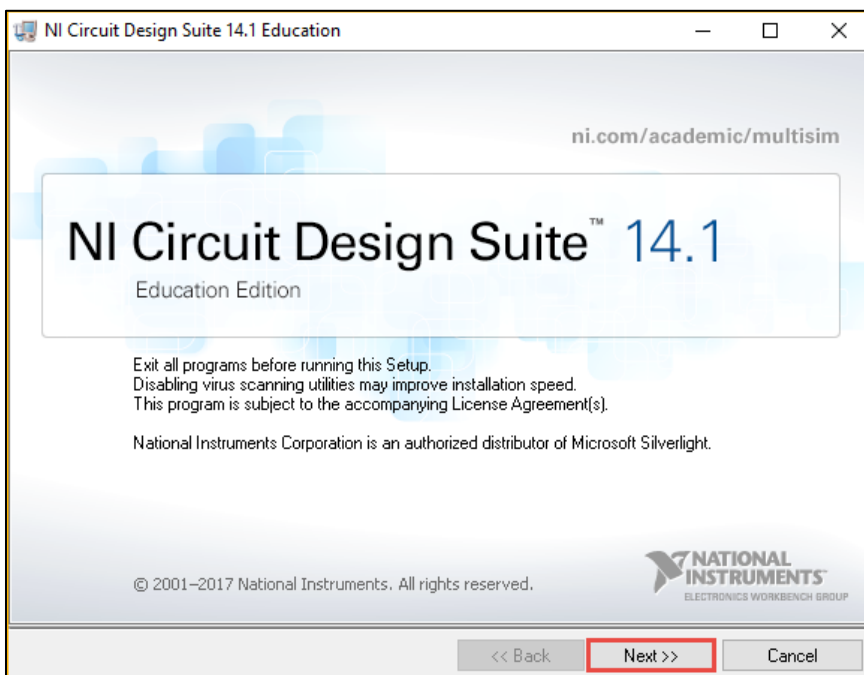 NI Circuit Design Suite 14.1 Education
ni.com/academic/multisim
NI Circuit Design Suite™ 14.1
Education Edition
Exit all programs before running this Setup.
Disabling virus scanning utilities may improve installation speed.
This program is subject to the accompanying License Agreement(s).
National Instruments Corporation is an authorized distributor of Microsoft Silverlight.
© 2001–2017 National Instruments. All rights reserved.
NATIONAL
INSTRUMENTS™
ELECTRONICS WORKBENCH GROUP
<< Back
Next >>
Cancel